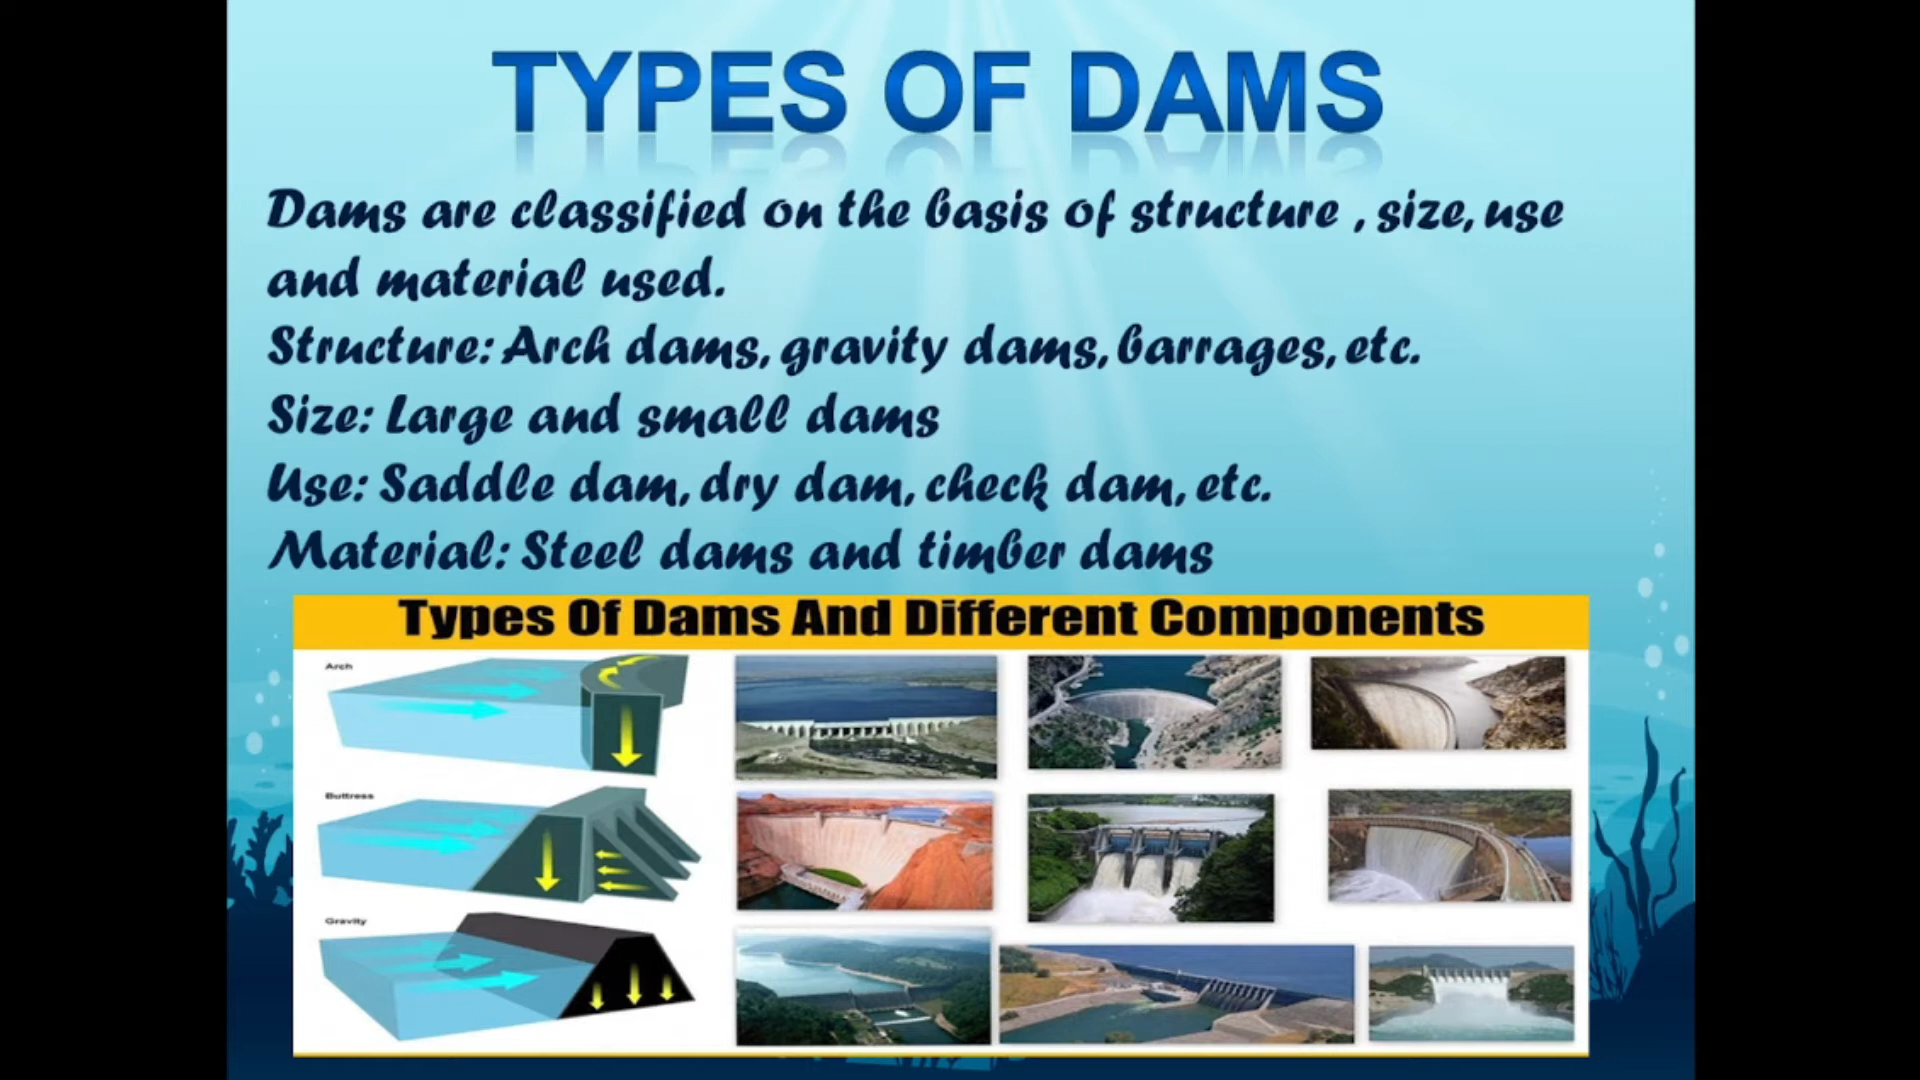 TYPES OF DAMS
Dams are classified on the basis of structure , size, use
and material used.
Structure: Arch dams, gravity dams, barrages, etc.
Size: Large and small dams
Use: Saddle dam, dry dam, check dam, etc.
Material: Steel dams and timber dams
Types Of Dams And Different Components
Arch
Buttress
Gravity